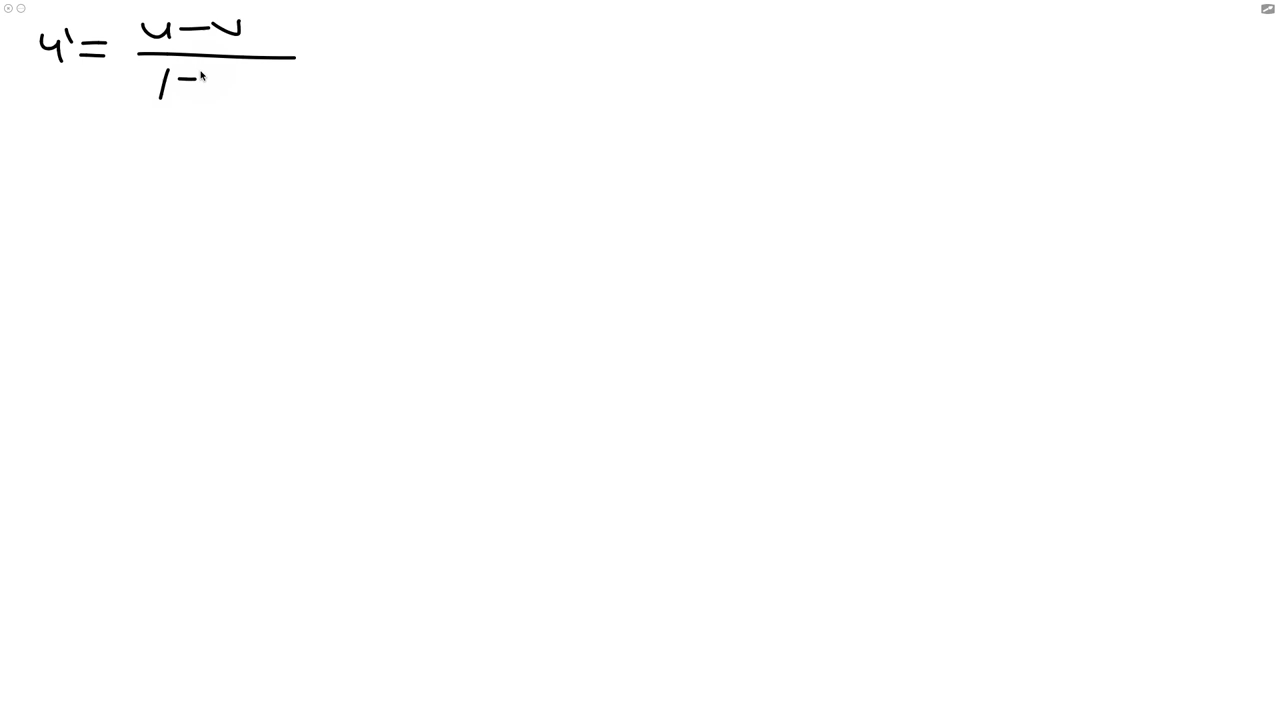 u' = u-v
1-